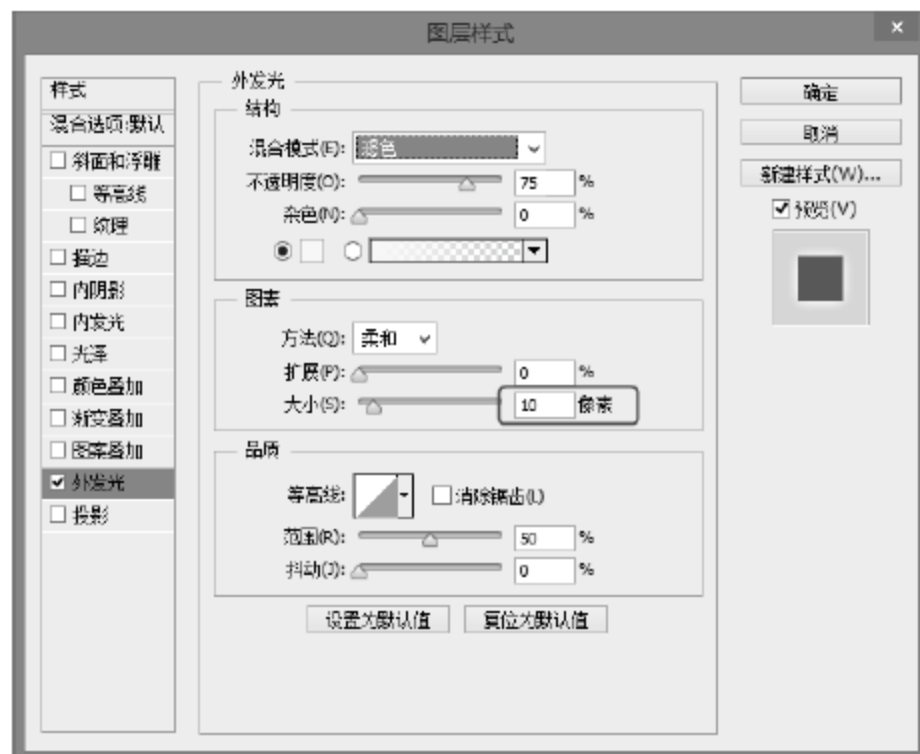 图层样式
×
样式
混合选项:默认
斜面和浮雕
等高线
纹理
描边
内阴影
内发光
光泽
颜色叠加
渐变叠加
图案叠加
外发光
投影
外发光
结构
混合模式(E): 滤色
不透明度(O): 75 %
杂色(N): 0 %
图素
方法(Q): 柔和
扩展(P): 0 %
大小(S): 10 像素
品质
等高线: 消除锯齿(L)
范围(R): 50 %
抖动(J): 0 %
设置为默认值 复位为默认值
确定
取消
新建样式(W)...
预览(V)